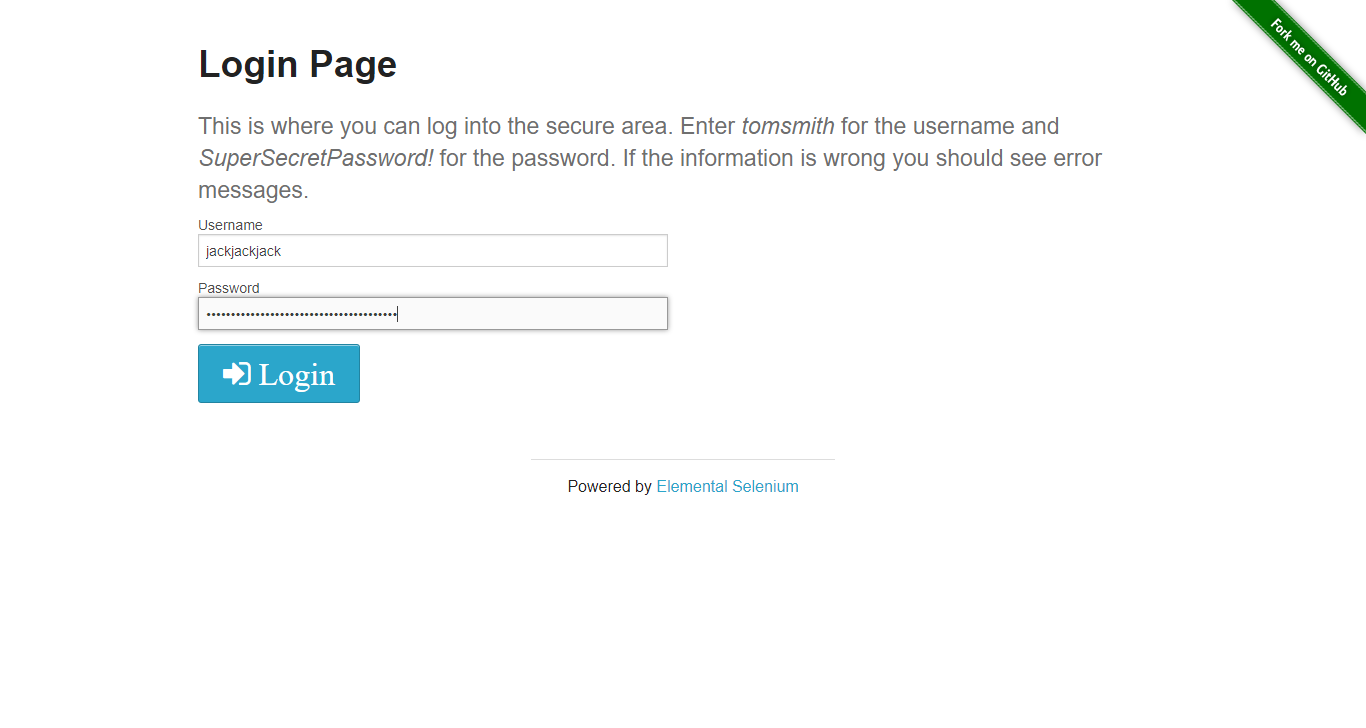 Fork me on GitHub
Login Page
This is where you can log into the secure area. Enter tomsmith for the username and
SuperSecretPassword! for the password. If the information is wrong you should see error
messages.
Username
jackjackjack
Password
•••••••••••••••••••••••••••••••••••••••
Login
Powered by Elemental Selenium